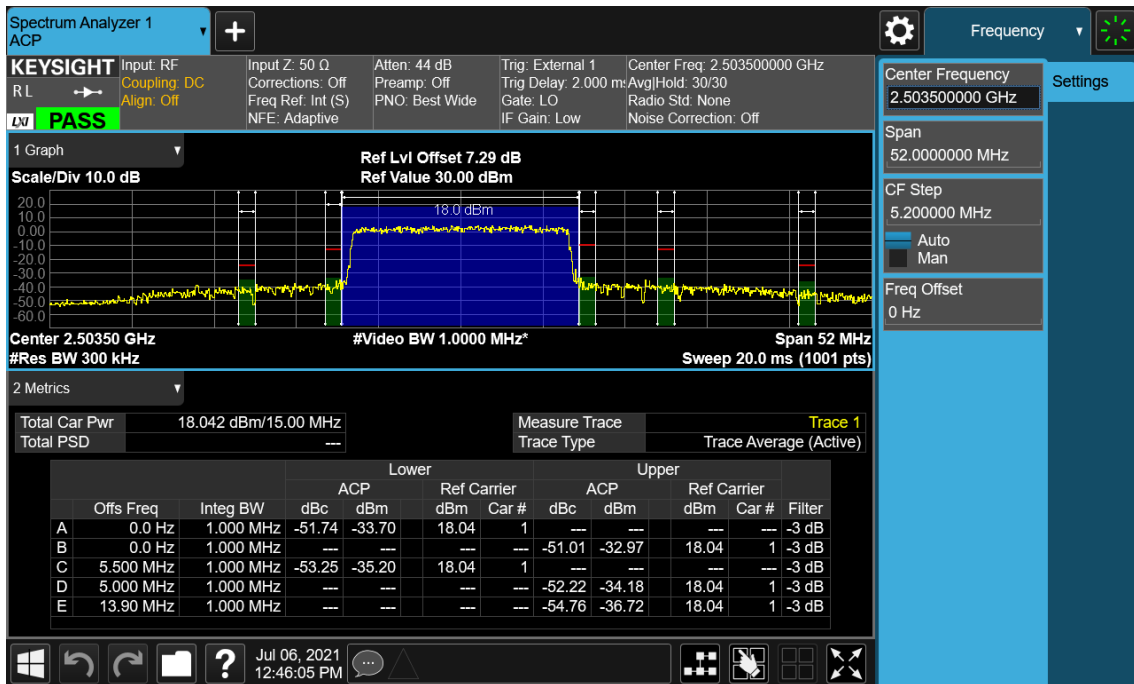 Spectrum Analyzer 1
ACP
Frequency
KEYSIGHT Input: RF
Coupling: DC
Align: Off
RL
LXI PASS
Input Z: 50 Ω
Corrections: Off
Freq Ref: Int (S)
NFE: Adaptive
Atten: 44 dB
Preamp: Off
PNO: Best Wide
Trig: External 1
Trig Delay: 2.000 ms
Gate: LO
IF Gain: Low
Center Freq: 2.503500000 GHz
Avg|Hold: 30/30
Radio Std: None
Noise Correction: Off
1 Graph
Scale/Div 10.0 dB
Ref Lvl Offset 7.29 dB
Ref Value 30.00 dBm
20.0
10.0
0.00
-10.0
-20.0
-30.0
-40.0
-50.0
-60.0
18.0 dBm
Center 2.50350 GHz #Video BW 1.0000 MHz* Span 52 MHz
#Res BW 300 kHz Sweep 20.0 ms (1001 pts)
2 Metrics
Total Car Pwr 18.042 dBm/15.00 MHz Measure Trace Trace 1
Total PSD --- Trace Type Trace Average (Active)
Lower Upper
ACP Ref Carrier ACP Ref Carrier
Offs Freq Integ BW dBc dBm dBm Car # dBc dBm dBm Car # Filter
A 0.0 Hz 1.000 MHz -51.74 -33.70 18.04 1 --- --- --- --- -3 dB
B 0.0 Hz 1.000 MHz --- --- --- --- -51.01 -32.97 18.04 1 -3 dB
C 5.500 MHz 1.000 MHz -53.25 -35.20 18.04 1 --- --- --- --- -3 dB
D 5.000 MHz 1.000 MHz --- --- --- --- -52.22 -34.18 18.04 1 -3 dB
E 13.90 MHz 1.000 MHz --- --- --- --- -54.76 -36.72 18.04 1 -3 dB
Jul 06, 2021
12:46:05 PM
Center Frequency
2.503500000 GHz
Settings
Span
52.0000000 MHz
CF Step
5.200000 MHz
Auto
Man
Freq Offset
0 Hz